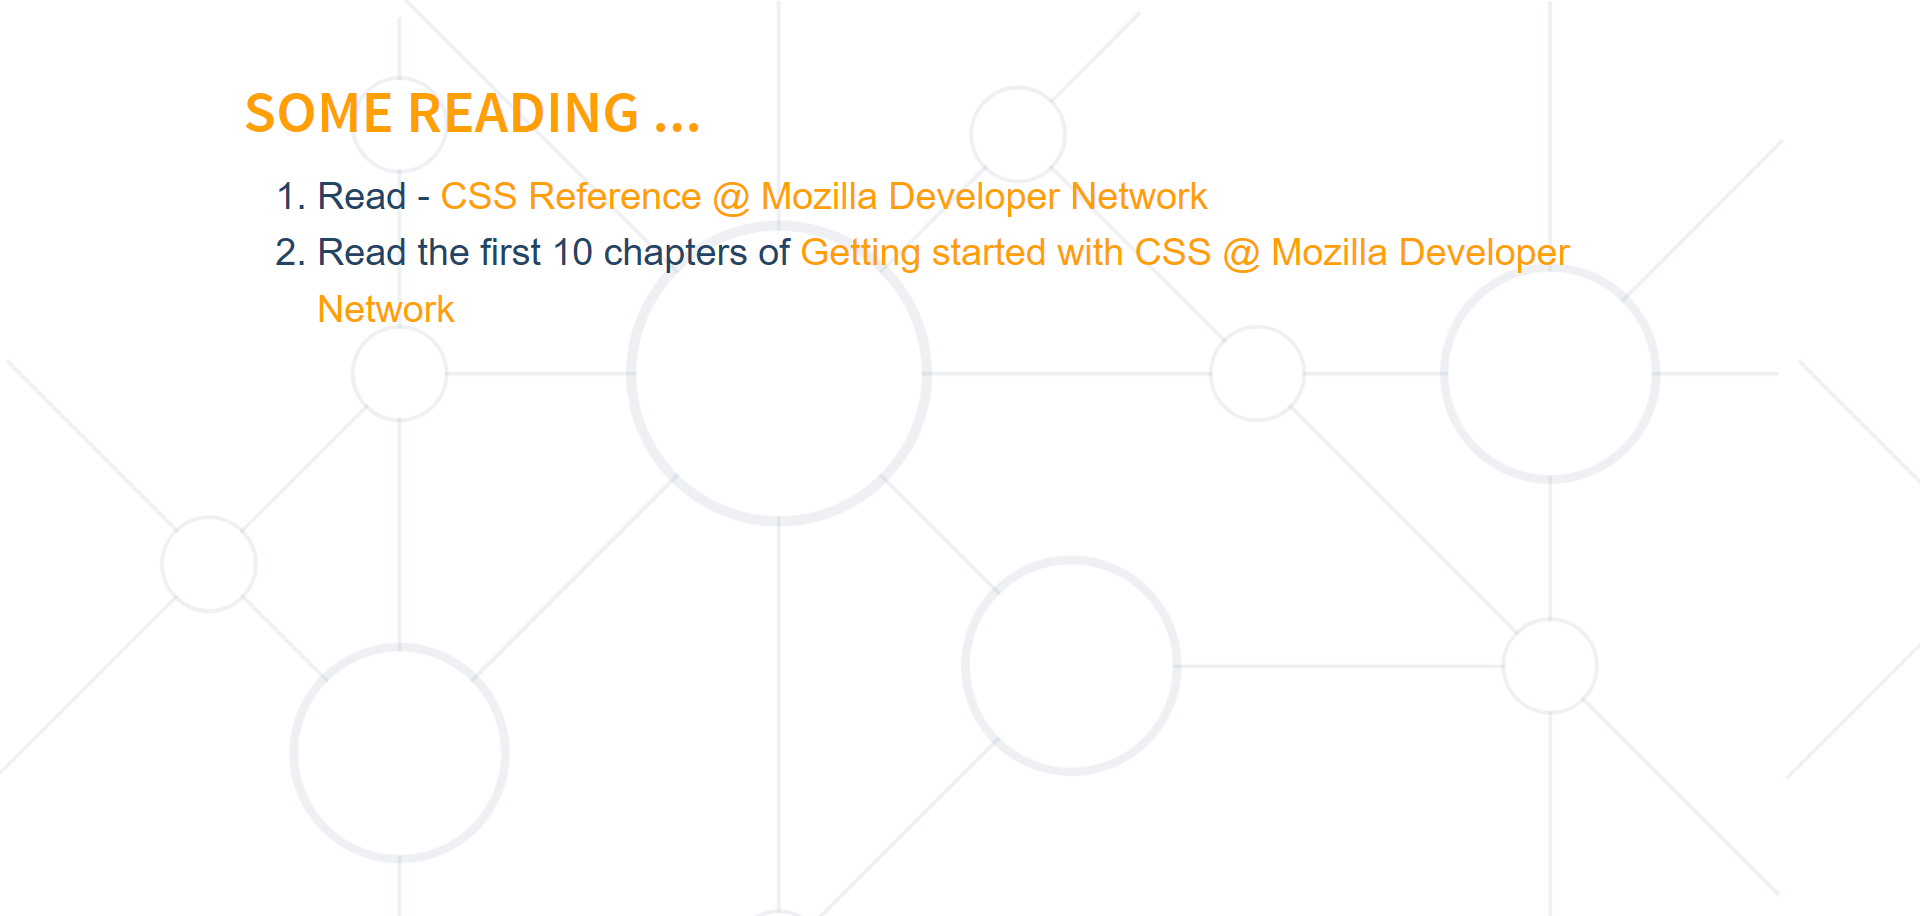 SOME READING ...
1. Read - CSS Reference @ Mozilla Developer Network
2. Read the first 10 chapters of Getting started with CSS @ Mozilla Developer
Network